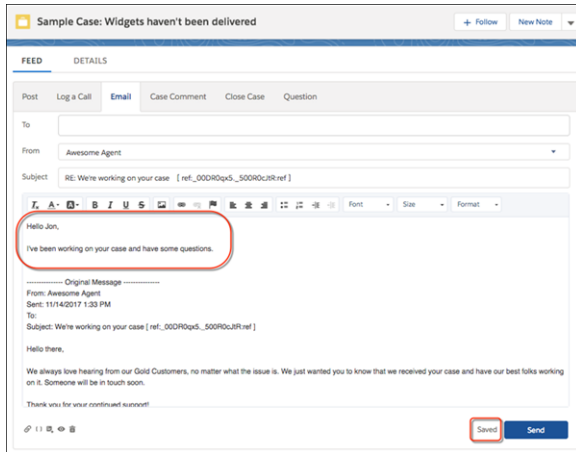 Sample Case: Widgets haven't been delivered
+ Follow
New Note
FEED
DETAILS
Post
Log a Call
Email
Case Comment
Close Case
Question
To
From
Awesome Agent
Subject
RE: We're working on your case [ ref:_00DR0qx5._500R0cJtR:ref ]
Font
Size
Format
Hello Jon,
I've been working on your case and have some questions.
--------------- Original Message ---------------
From: Awesome Agent
Sent: 11/14/2017 1:33 PM
To:
Subject: We're working on your case [ ref:_00DR0qx5._500R0cJtR:ref ]
Hello there,
We always love hearing from our Gold Customers, no matter what the issue is. We just wanted you to know that we received your case and have our best folks working
on it. Someone will be in touch soon.
Thank you for your continued support!
Saved
Send